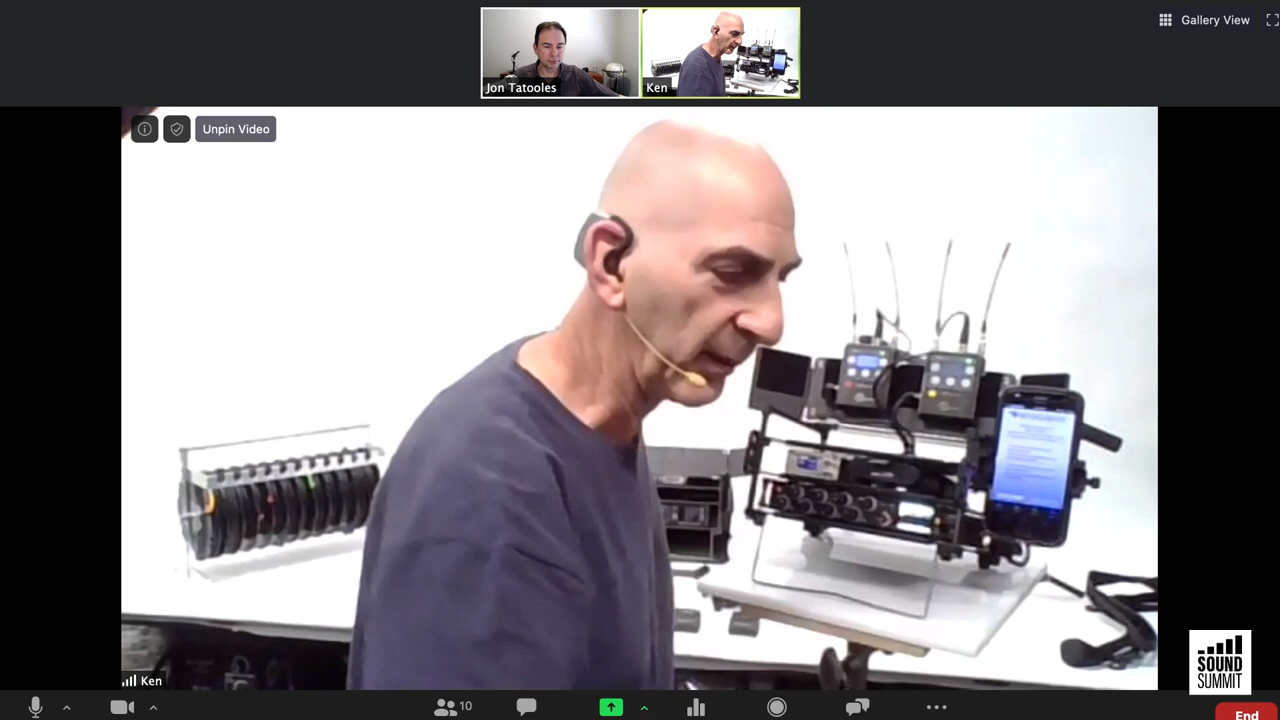 Gallery View
Jon Tatooles
Ken
Unpin Video
Ken
10
SOUND
SUMMIT
End